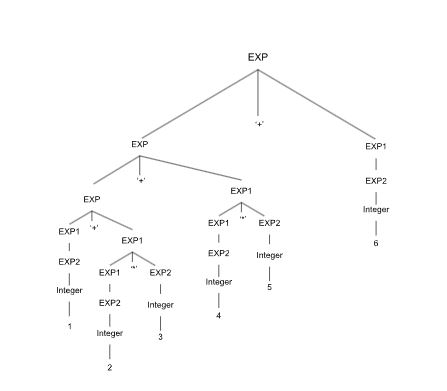 EXP
'+'
EXP EXP1
'+' EXP2
EXP EXP1 Integer
EXP1 '+' EXP1 EXP1 '*' EXP2 6
EXP2 EXP1 '*' EXP2 EXP2 Integer
Integer EXP2 Integer Integer 5
1 Integer 3 4
2